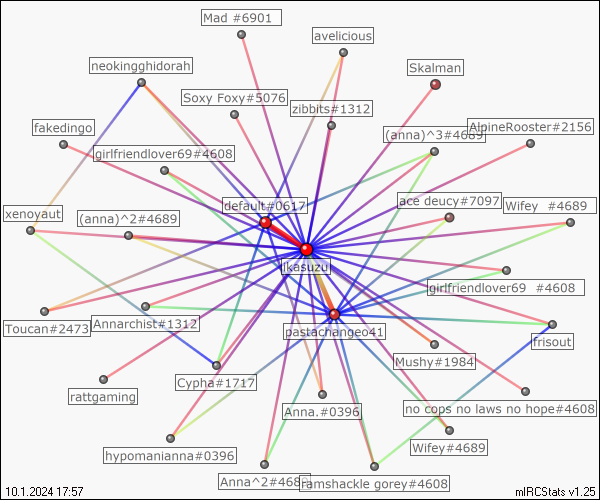 Mad #6901
avelicious
neokingghidorah
Skalman
Soxy Foxy#5076
zibbits#1312
fakedingo
(anna)^3#4689
AlpineRooster#2156
girlfriendlover69#4608
default#0617
ace deucy#7097
Wifey #4689
xenoyaut
(anna)^2#4689
ikasuzu
girlfriendlover69 #4608
Toucan#2473
Annarchist#1312
pastachangeo41
frisout
Mushy#1984
Cypha#1717
rattgaming
Anna.#0396
no cops no laws no hope#4608
hypomanianna#0396
Wifey#4689
Anna^2#4689
ramshackle gorey#4608
10.1.2024 17:57
mIRCStats v1.25